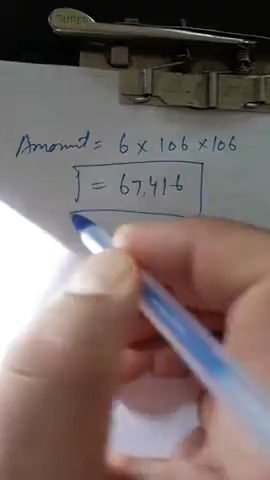 Amount = 6 × 106 × 106
= 67,416